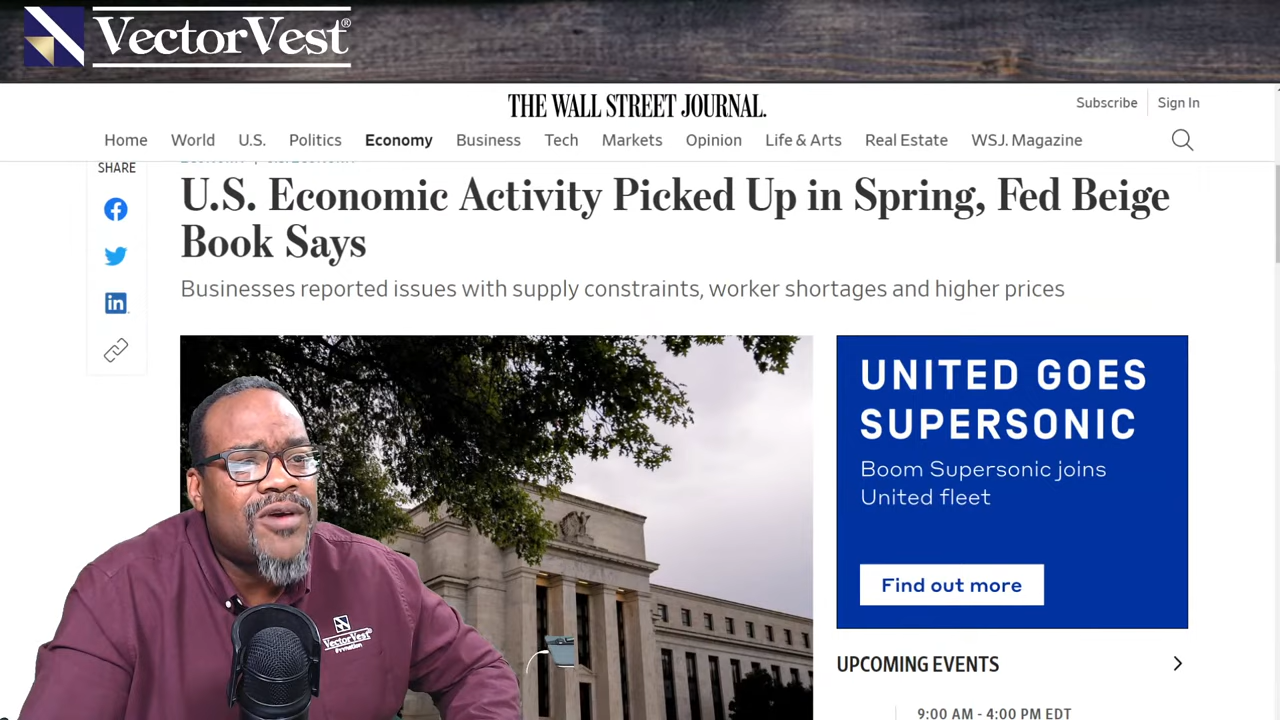 VectorVest®
THE WALL STREET JOURNAL.
Subscribe
Sign In
Home
World
U.S.
Politics
Economy
Business
Tech
Markets
Opinion
Life & Arts
Real Estate
WSJ. Magazine
SHARE
U.S. Economic Activity Picked Up in Spring, Fed Beige
Book Says
Businesses reported issues with supply constraints, worker shortages and higher prices
UNITED GOES
SUPERSONIC
Boom Supersonic joins
United fleet
Find out more
VectorVest
#vvnation
UPCOMING EVENTS
9:00 AM - 4:00 PM EDT